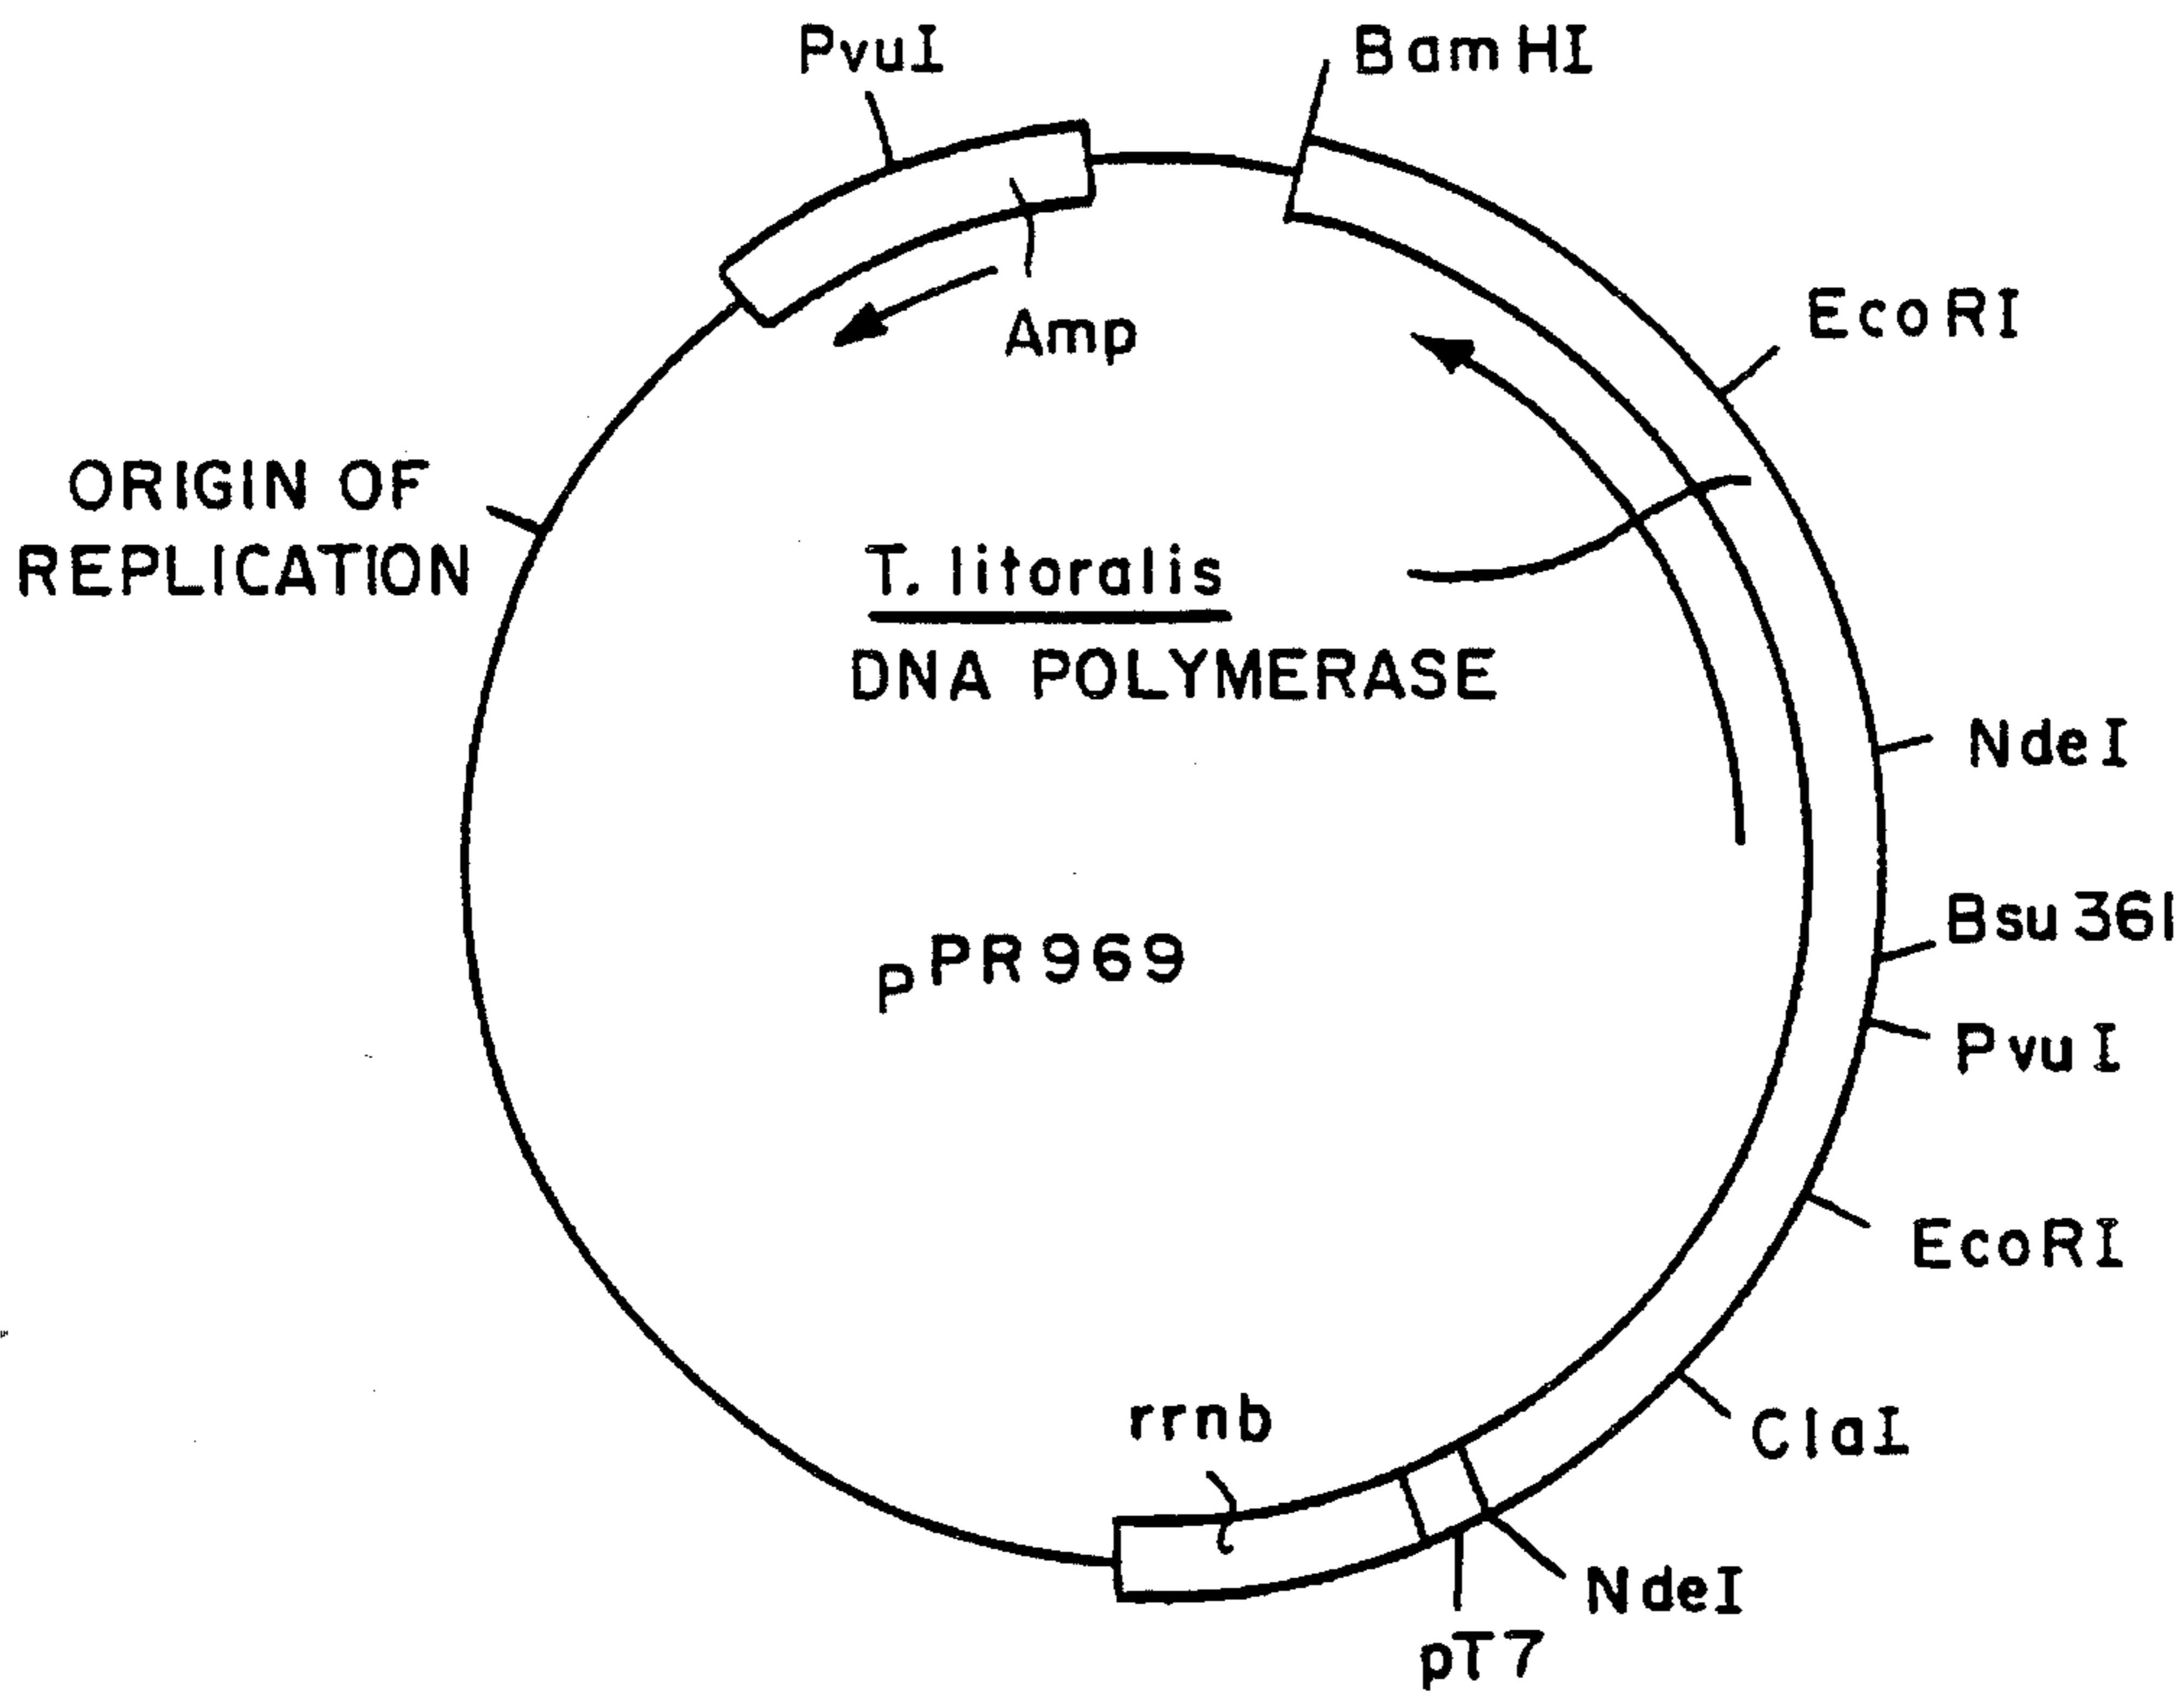 PvuI
BamHI
EcoRI
Amp
ORIGIN OF
REPLICATION
T. litoralis
DNA POLYMERASE
NdeI
Bsu36I
pPR969
PvuI
EcoRI
rrnb
ClaI
NdeI
pT7